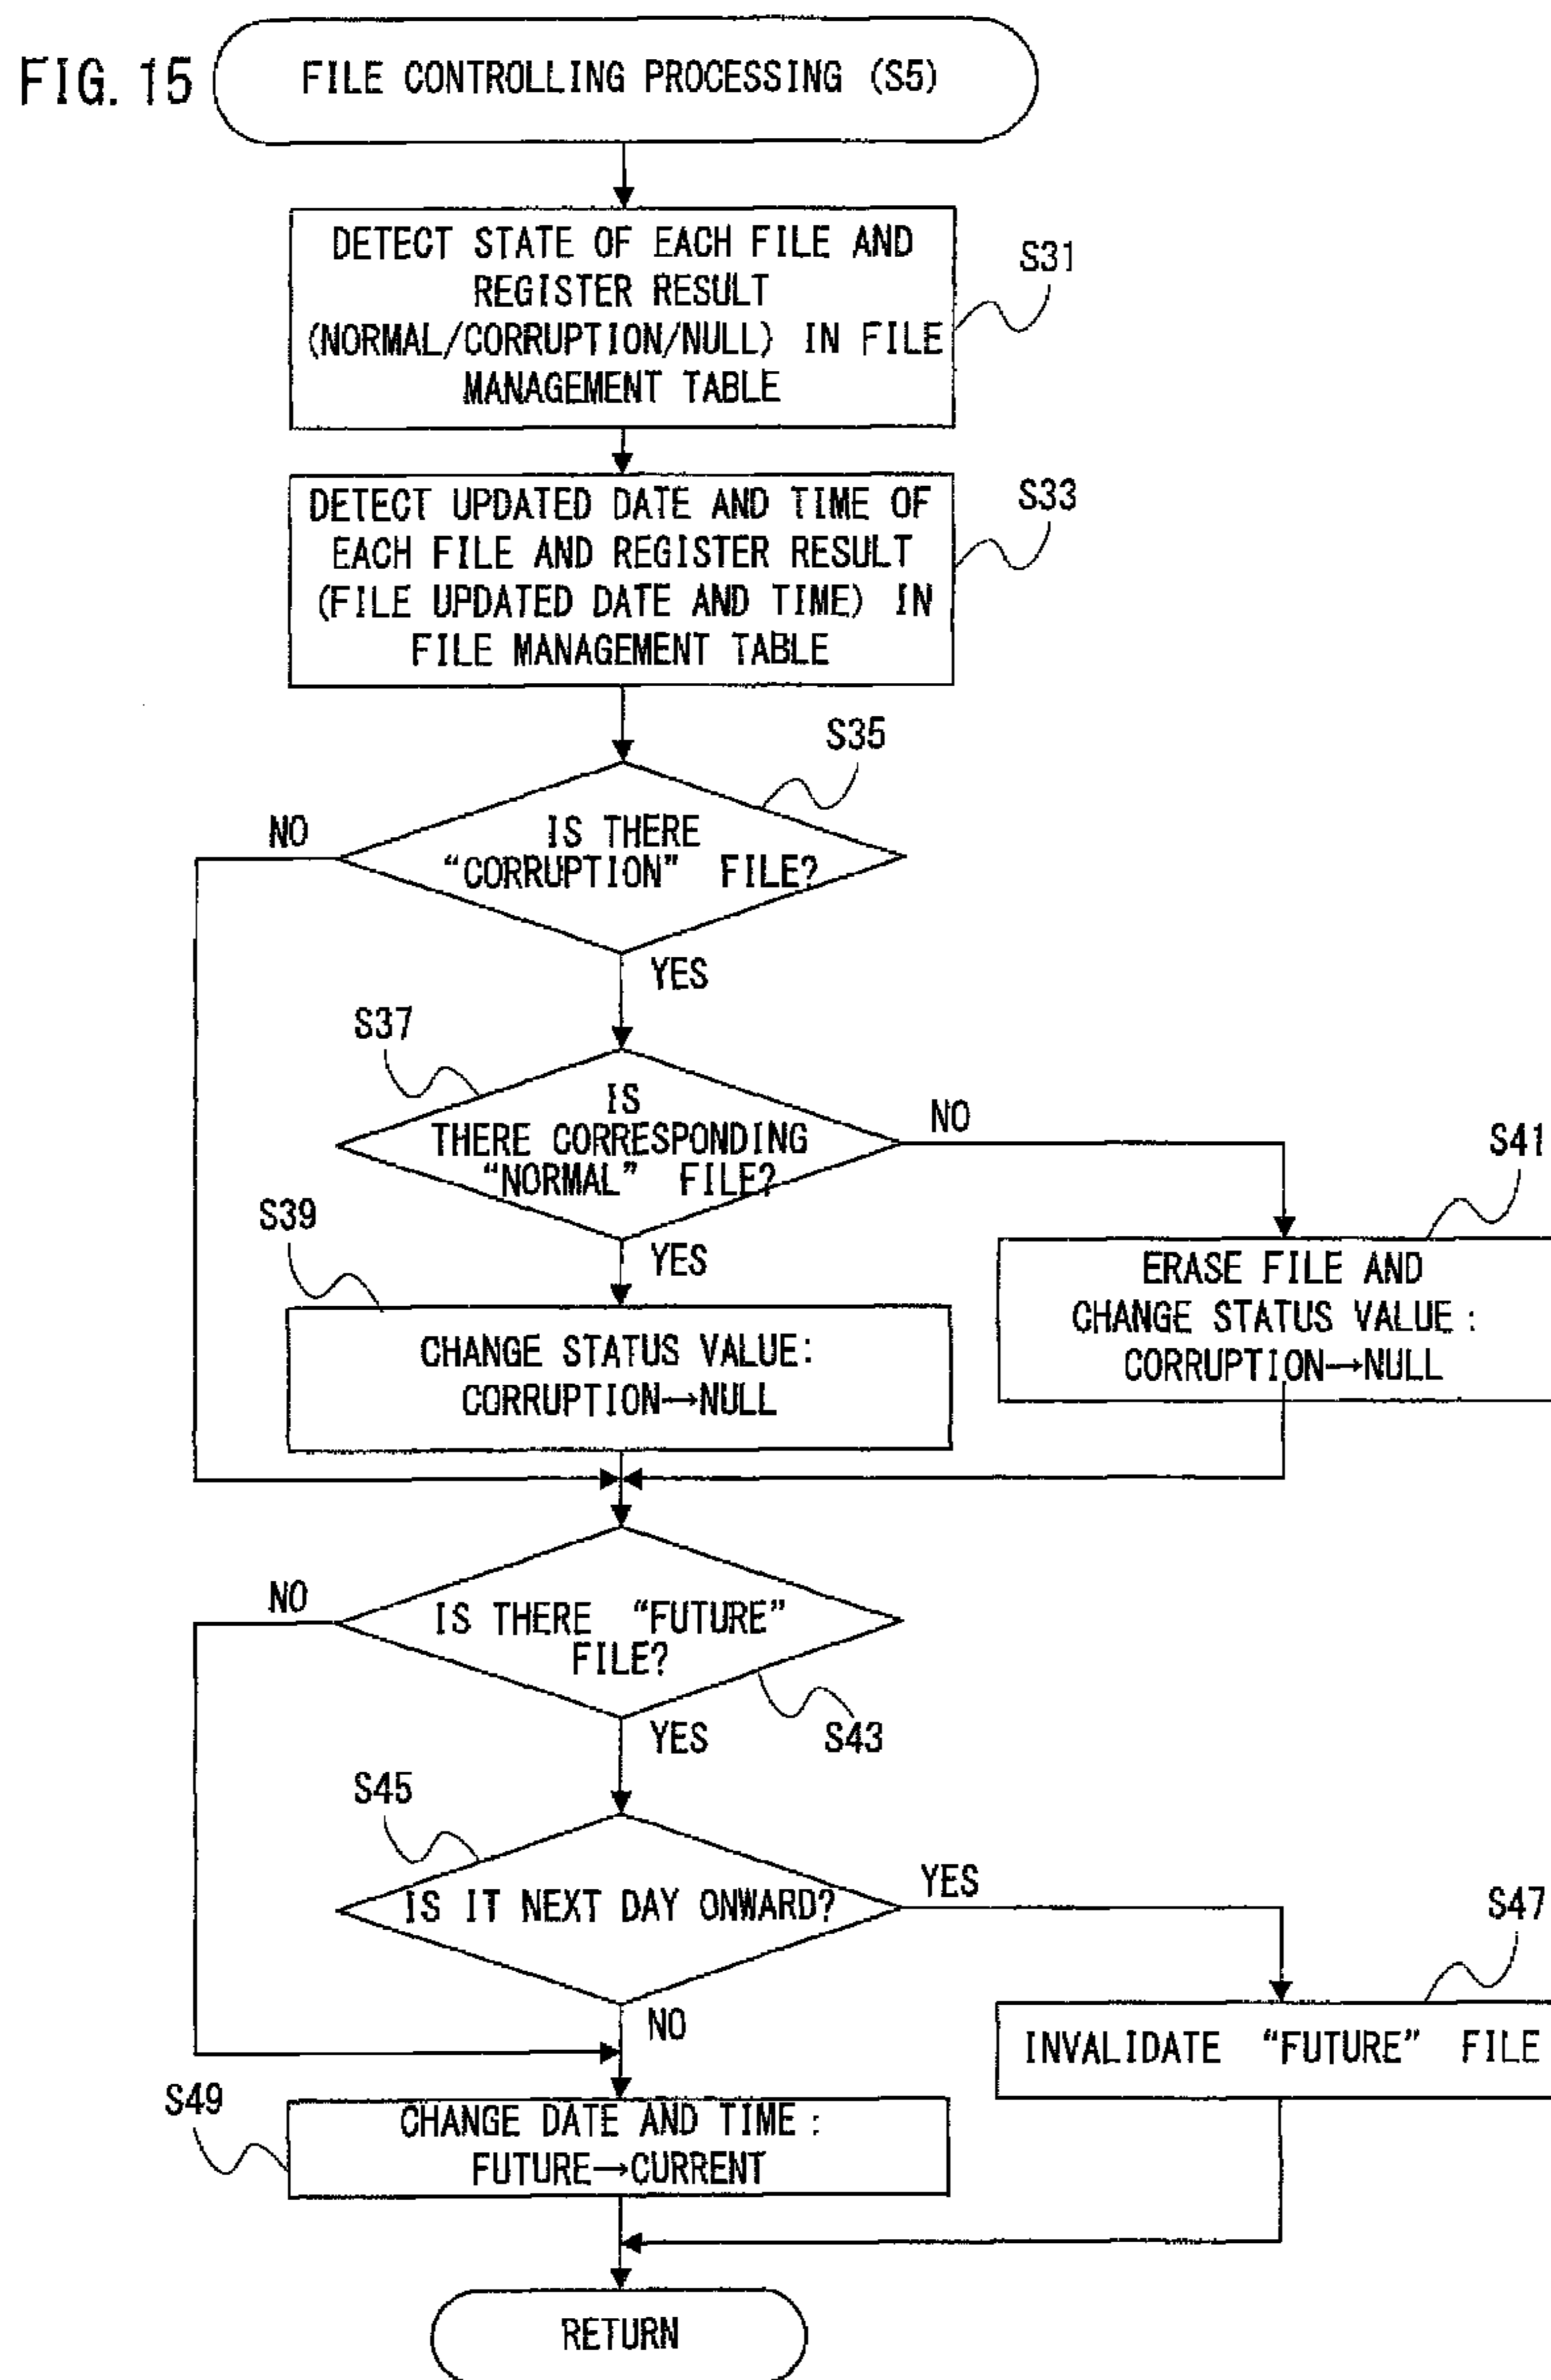 FIG. 15
FILE CONTROLLING PROCESSING (S5)
DETECT STATE OF EACH FILE AND
REGISTER RESULT
(NORMAL/CORRUPTION/NULL) IN FILE
MANAGEMENT TABLE
S31
DETECT UPDATED DATE AND TIME OF
EACH FILE AND REGISTER RESULT
(FILE UPDATED DATE AND TIME) IN
FILE MANAGEMENT TABLE
S33
S35
NO
IS THERE
“CORRUPTION” FILE?
YES
S37
IS
THERE CORRESPONDING
“NORMAL” FILE?
NO
S41
S39
YES
ERASE FILE AND
CHANGE STATUS VALUE:
CORRUPTION→NULL
CHANGE STATUS VALUE:
CORRUPTION→NULL
NO
IS THERE “FUTURE”
FILE?
YES
S43
S45
IS IT NEXT DAY ONWARD?
YES
S47
NO
INVALIDATE “FUTURE” FILE
S49
CHANGE DATE AND TIME:
FUTURE→CURRENT
RETURN